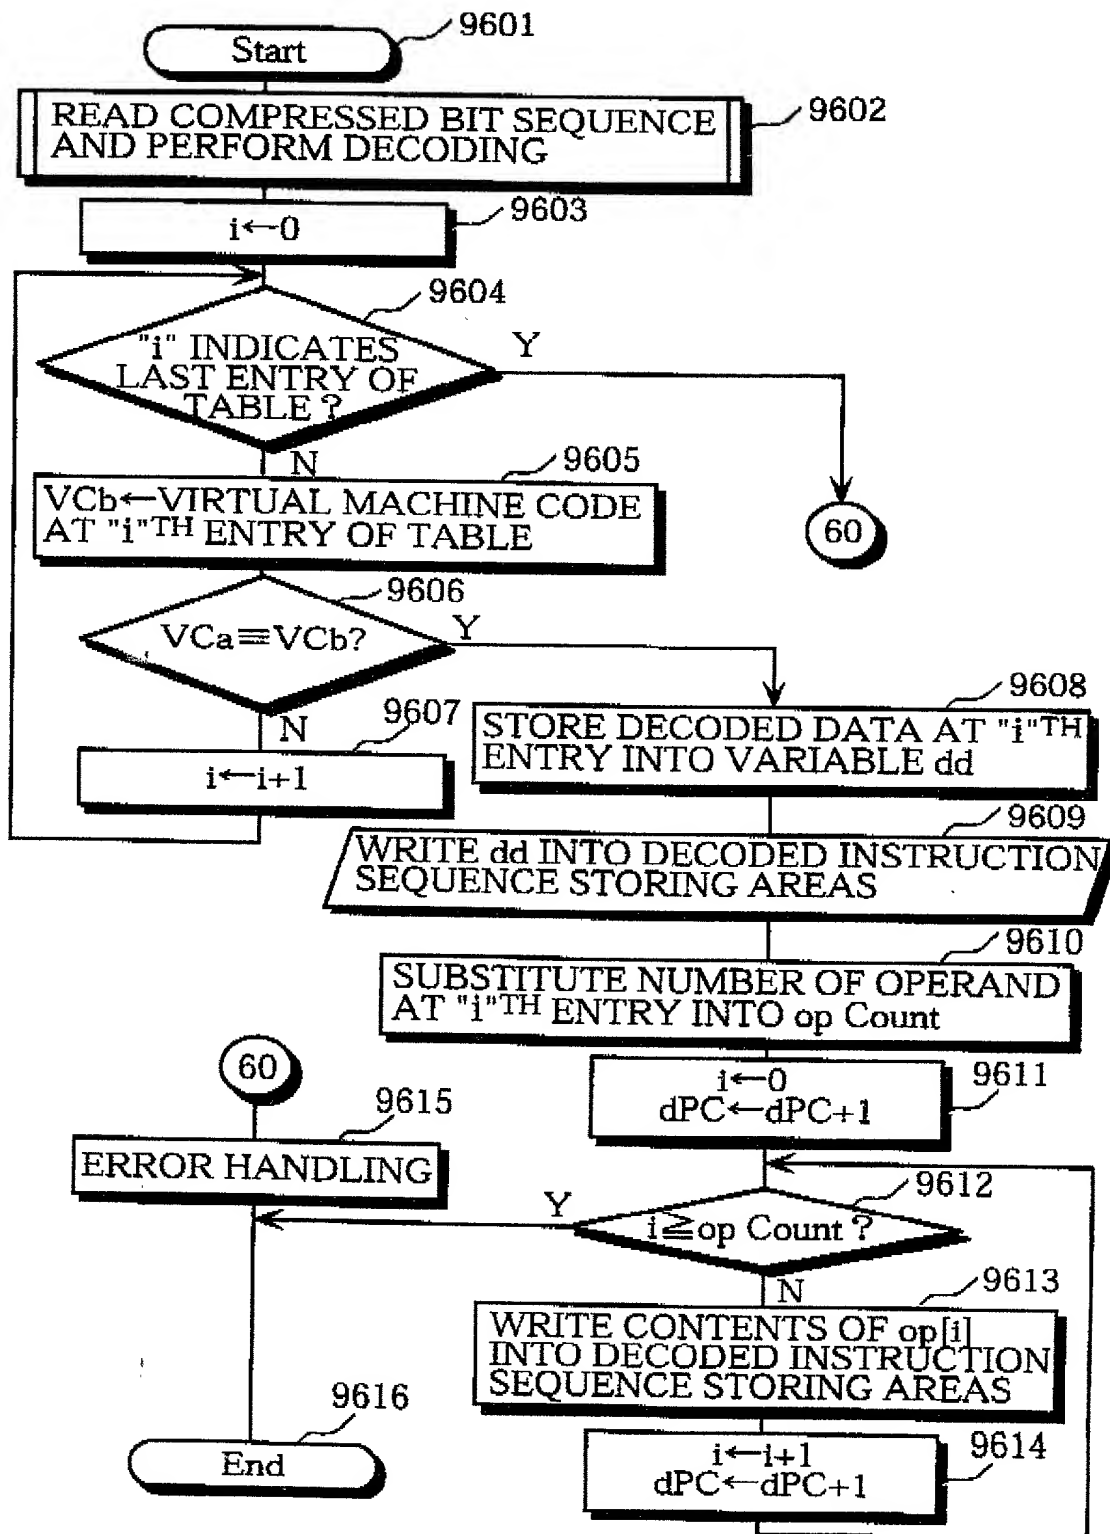 Start
9601
READ COMPRESSED BIT SEQUENCE
AND PERFORM DECODING
9602
i←0
9603
9604
"i" INDICATES
LAST ENTRY OF
TABLE?
Y
N
9605
VCb←VIRTUAL MACHINE CODE
AT "i"TH ENTRY OF TABLE
60
9606
VCa≡VCb?
Y
N
9607
i←i+1
9608
STORE DECODED DATA AT "i"TH
ENTRY INTO VARIABLE dd
9609
WRITE dd INTO DECODED INSTRUCTION
SEQUENCE STORING AREAS
9610
SUBSTITUTE NUMBER OF OPERAND
AT "i"TH ENTRY INTO op Count
9611
i←0
dPC←dPC+1
60
9615
ERROR HANDLING
9612
i≧op Count?
Y
N
9613
WRITE CONTENTS OF op[i]
INTO DECODED INSTRUCTION
SEQUENCE STORING AREAS
9614
i←i+1
dPC←dPC+1
9616
End